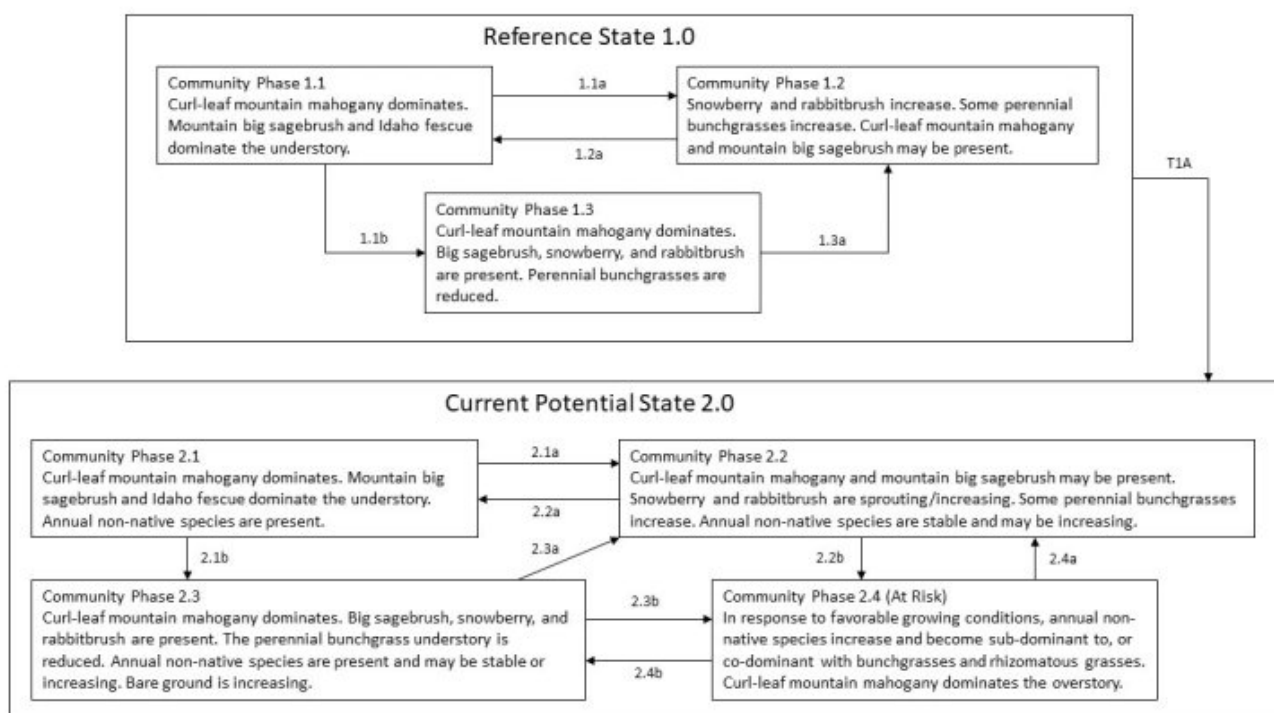 Reference State 1.0
Community Phase 1.1
Curl-leaf mountain mahogany dominates.
Mountain big sagebrush and Idaho fescue
dominate the understory.
1.1a
1.2a
Community Phase 1.2
Snowberry and rabbitbrush increase. Some perennial
bunchgrasses increase. Curl-leaf mountain mahogany
and mountain big sagebrush may be present.
T1A
1.1b
Community Phase 1.3
Curl-leaf mountain mahogany dominates.
Big sagebrush, snowberry, and rabbitbrush
are present. Perennial bunchgrasses are
reduced.
1.3a
Current Potential State 2.0
Community Phase 2.1
Curl-leaf mountain mahogany dominates. Mountain big
sagebrush and Idaho fescue dominate the understory.
Annual non-native species are present.
2.1a
2.2a
Community Phase 2.2
Curl-leaf mountain mahogany and mountain big sagebrush may be present.
Snowberry and rabbitbrush are sprouting/increasing. Some perennial bunchgrasses
increase. Annual non-native species are stable and may be increasing.
2.1b
2.3a
2.2b
2.4a
Community Phase 2.3
Curl-leaf mountain mahogany dominates. Big sagebrush, snowberry, and
rabbitbrush are present. The perennial bunchgrass understory is
reduced. Annual non-native species are present and may be stable or
increasing. Bare ground is increasing.
2.3b
2.4b
Community Phase 2.4 (At Risk)
In response to favorable growing conditions, annual non-
native species increase and become sub-dominant to, or
co-dominant with bunchgrasses and rhizomatous grasses.
Curl-leaf mountain mahogany dominates the overstory.